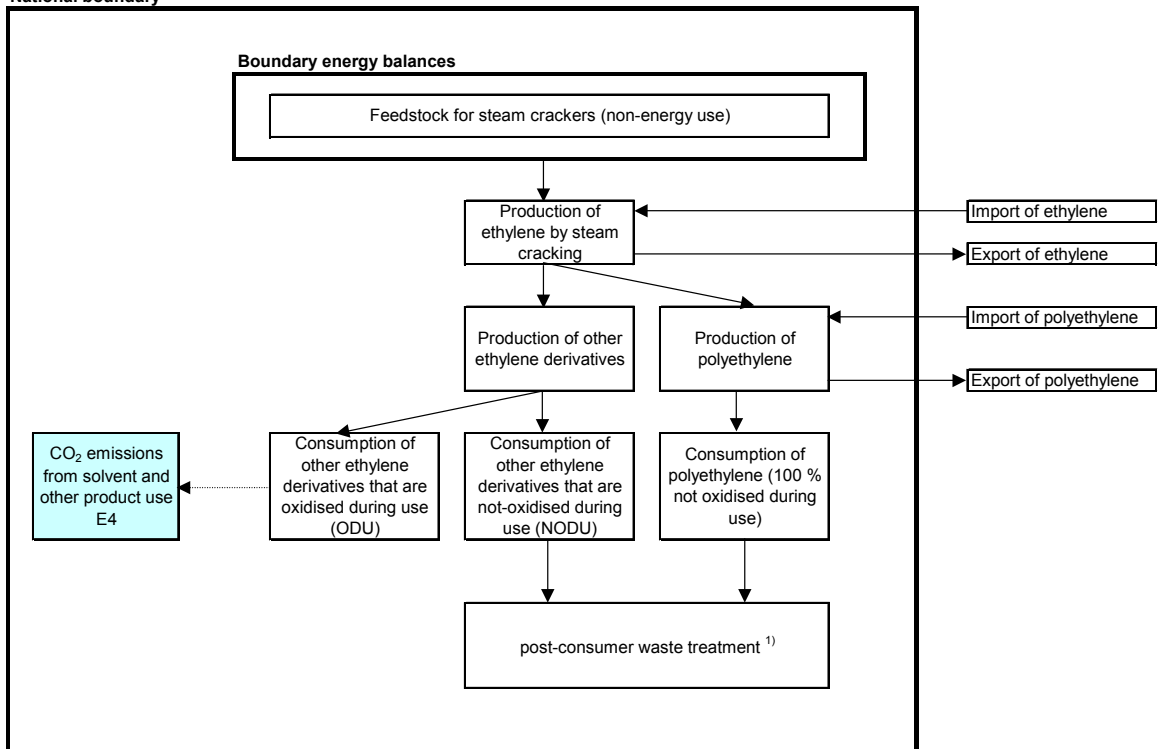 National boundary
Boundary energy balances
Feedstock for steam crackers (non-energy use)
Production of
ethylene by steam
cracking
Import of ethylene
Export of ethylene
Production of other
ethylene derivatives
Production of
polyethylene
Import of polyethylene
Export of polyethylene
CO₂ emissions
from solvent and
other product use
E4
Consumption of
other ethylene
derivatives that are
oxidised during use
(ODU)
Consumption of
other ethylene
derivatives that are
not-oxidised during
use (NODU)
Consumption of
polyethylene (100 %
not oxidised during
use)
post-consumer waste treatment ¹⁾